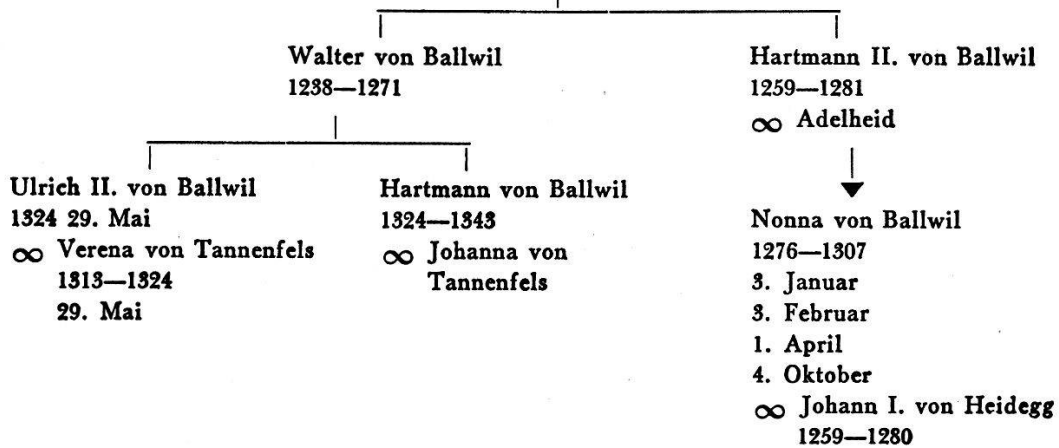 Walter von Ballwil
1238—1271
Hartmann II. von Ballwil
1259—1281
∞ Adelheid
Ulrich II. von Ballwil
1324 29. Mai
∞ Verena von Tannenfels
1313—1324
29. Mai
Hartmann von Ballwil
1324—1343
∞ Johanna von
Tannenfels
Nonna von Ballwil
1276—1307
3. Januar
3. Februar
1. April
4. Oktober
∞ Johann I. von Heidegg
1259—1280